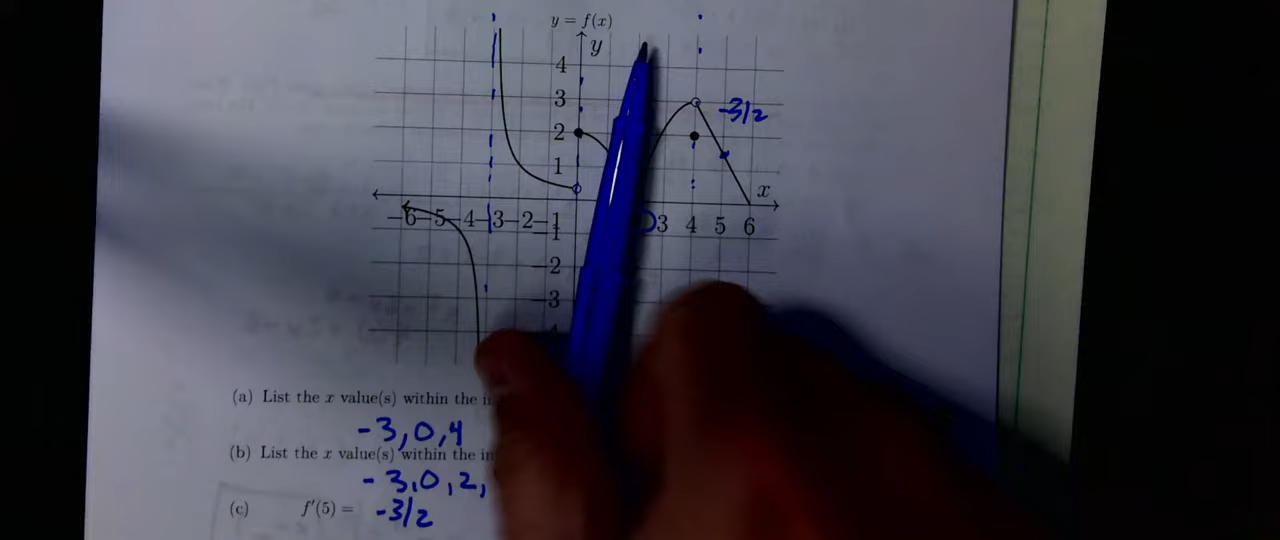 y = f(x)
y
4
3
-3/2
2
1
x
-6 -5 -4 -3 -2 -1 3 4 5 6
-1
-2
-3
(a) List the x value(s) within the
-3,0,4
(b) List the x value(s) within the
-3,0,2,
(c) f'(5) = -3/2